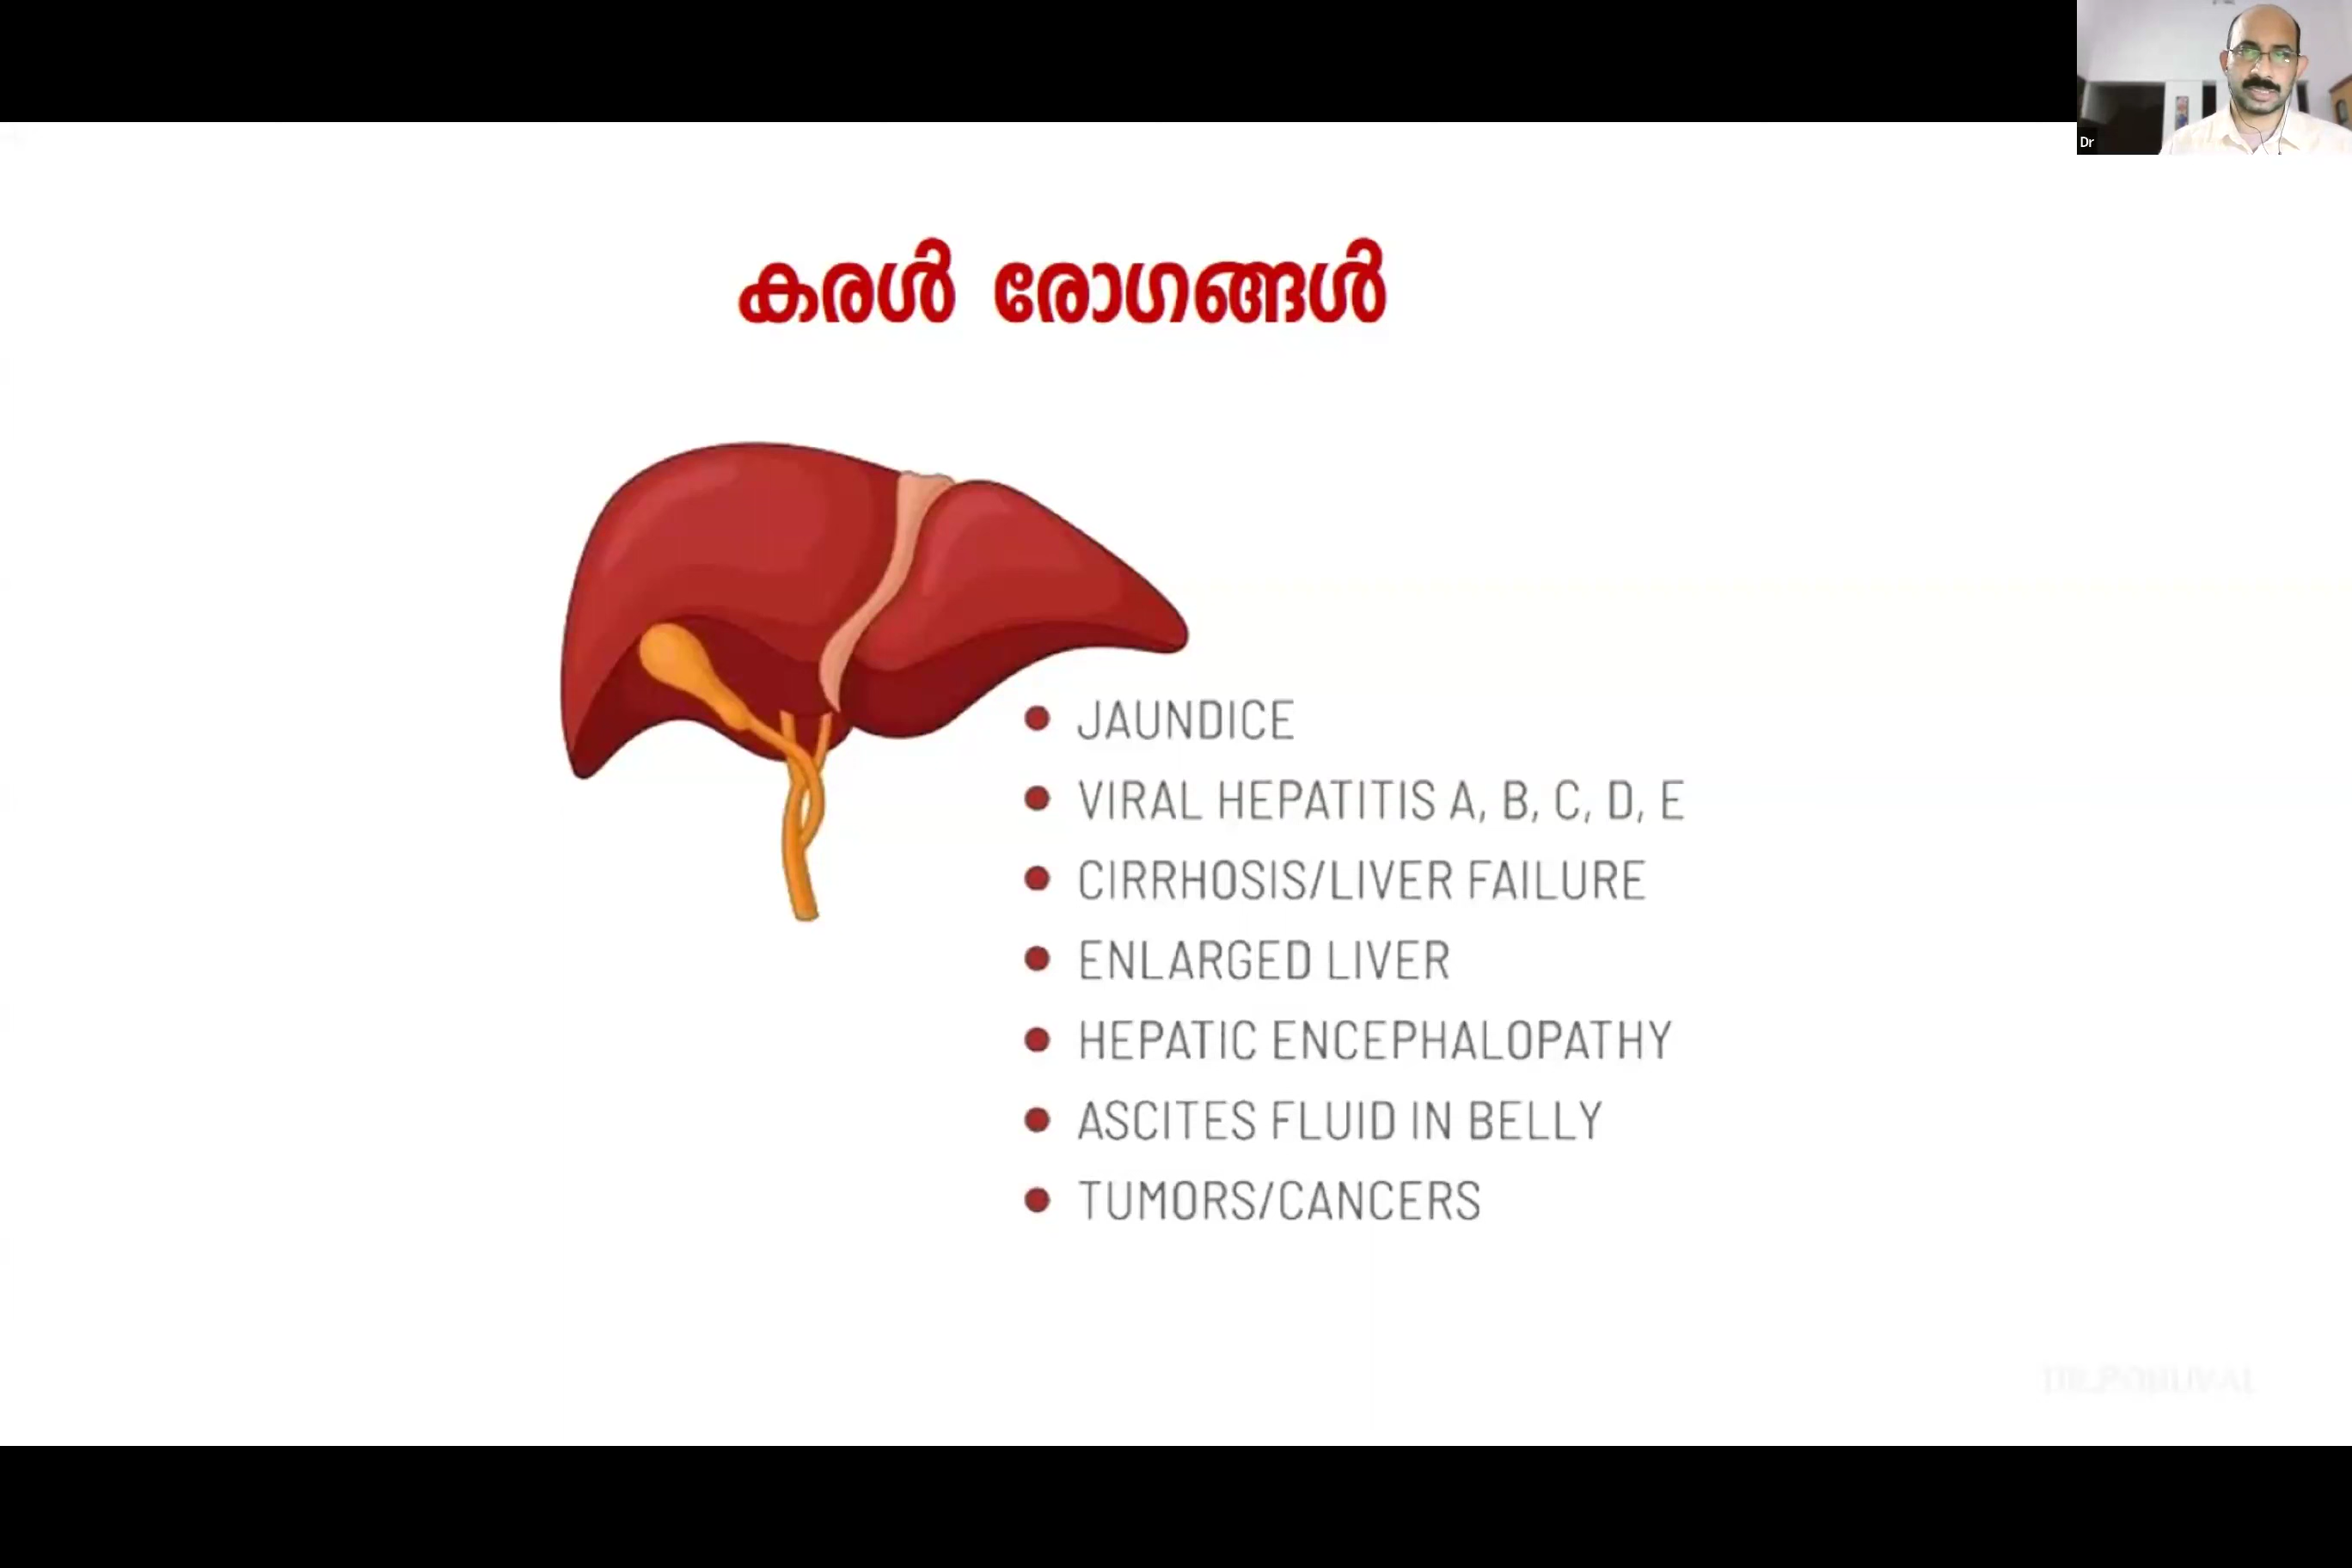 Dr
കരൾ രോഗങ്ങൾ
JAUNDICE
VIRAL HEPATITIS A, B, C, D, E
CIRRHOSIS/LIVER FAILURE
ENLARGED LIVER
HEPATIC ENCEPHALOPATHY
ASCITES FLUID IN BELLY
TUMORS/CANCERS